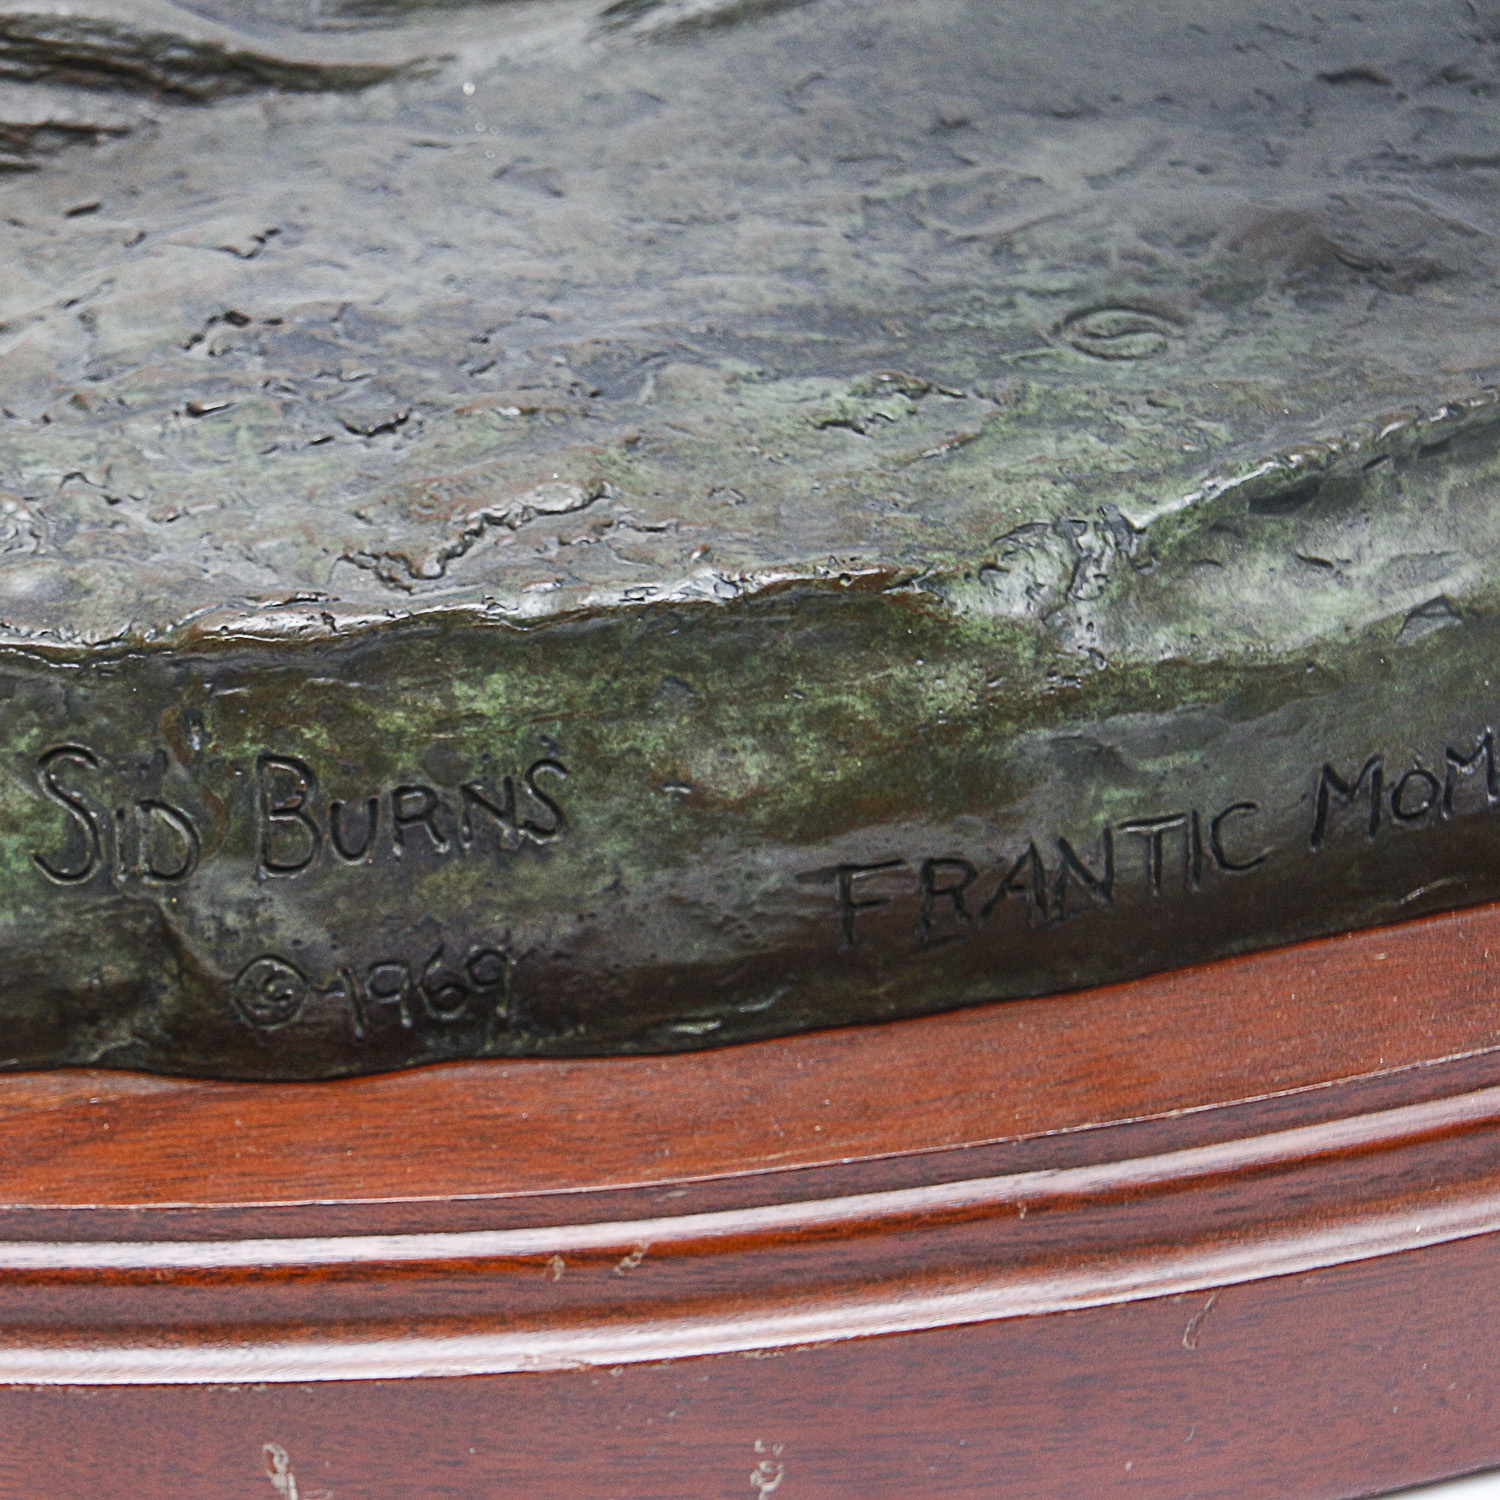 SID BURNS
© 1969
FRANTIC MOM